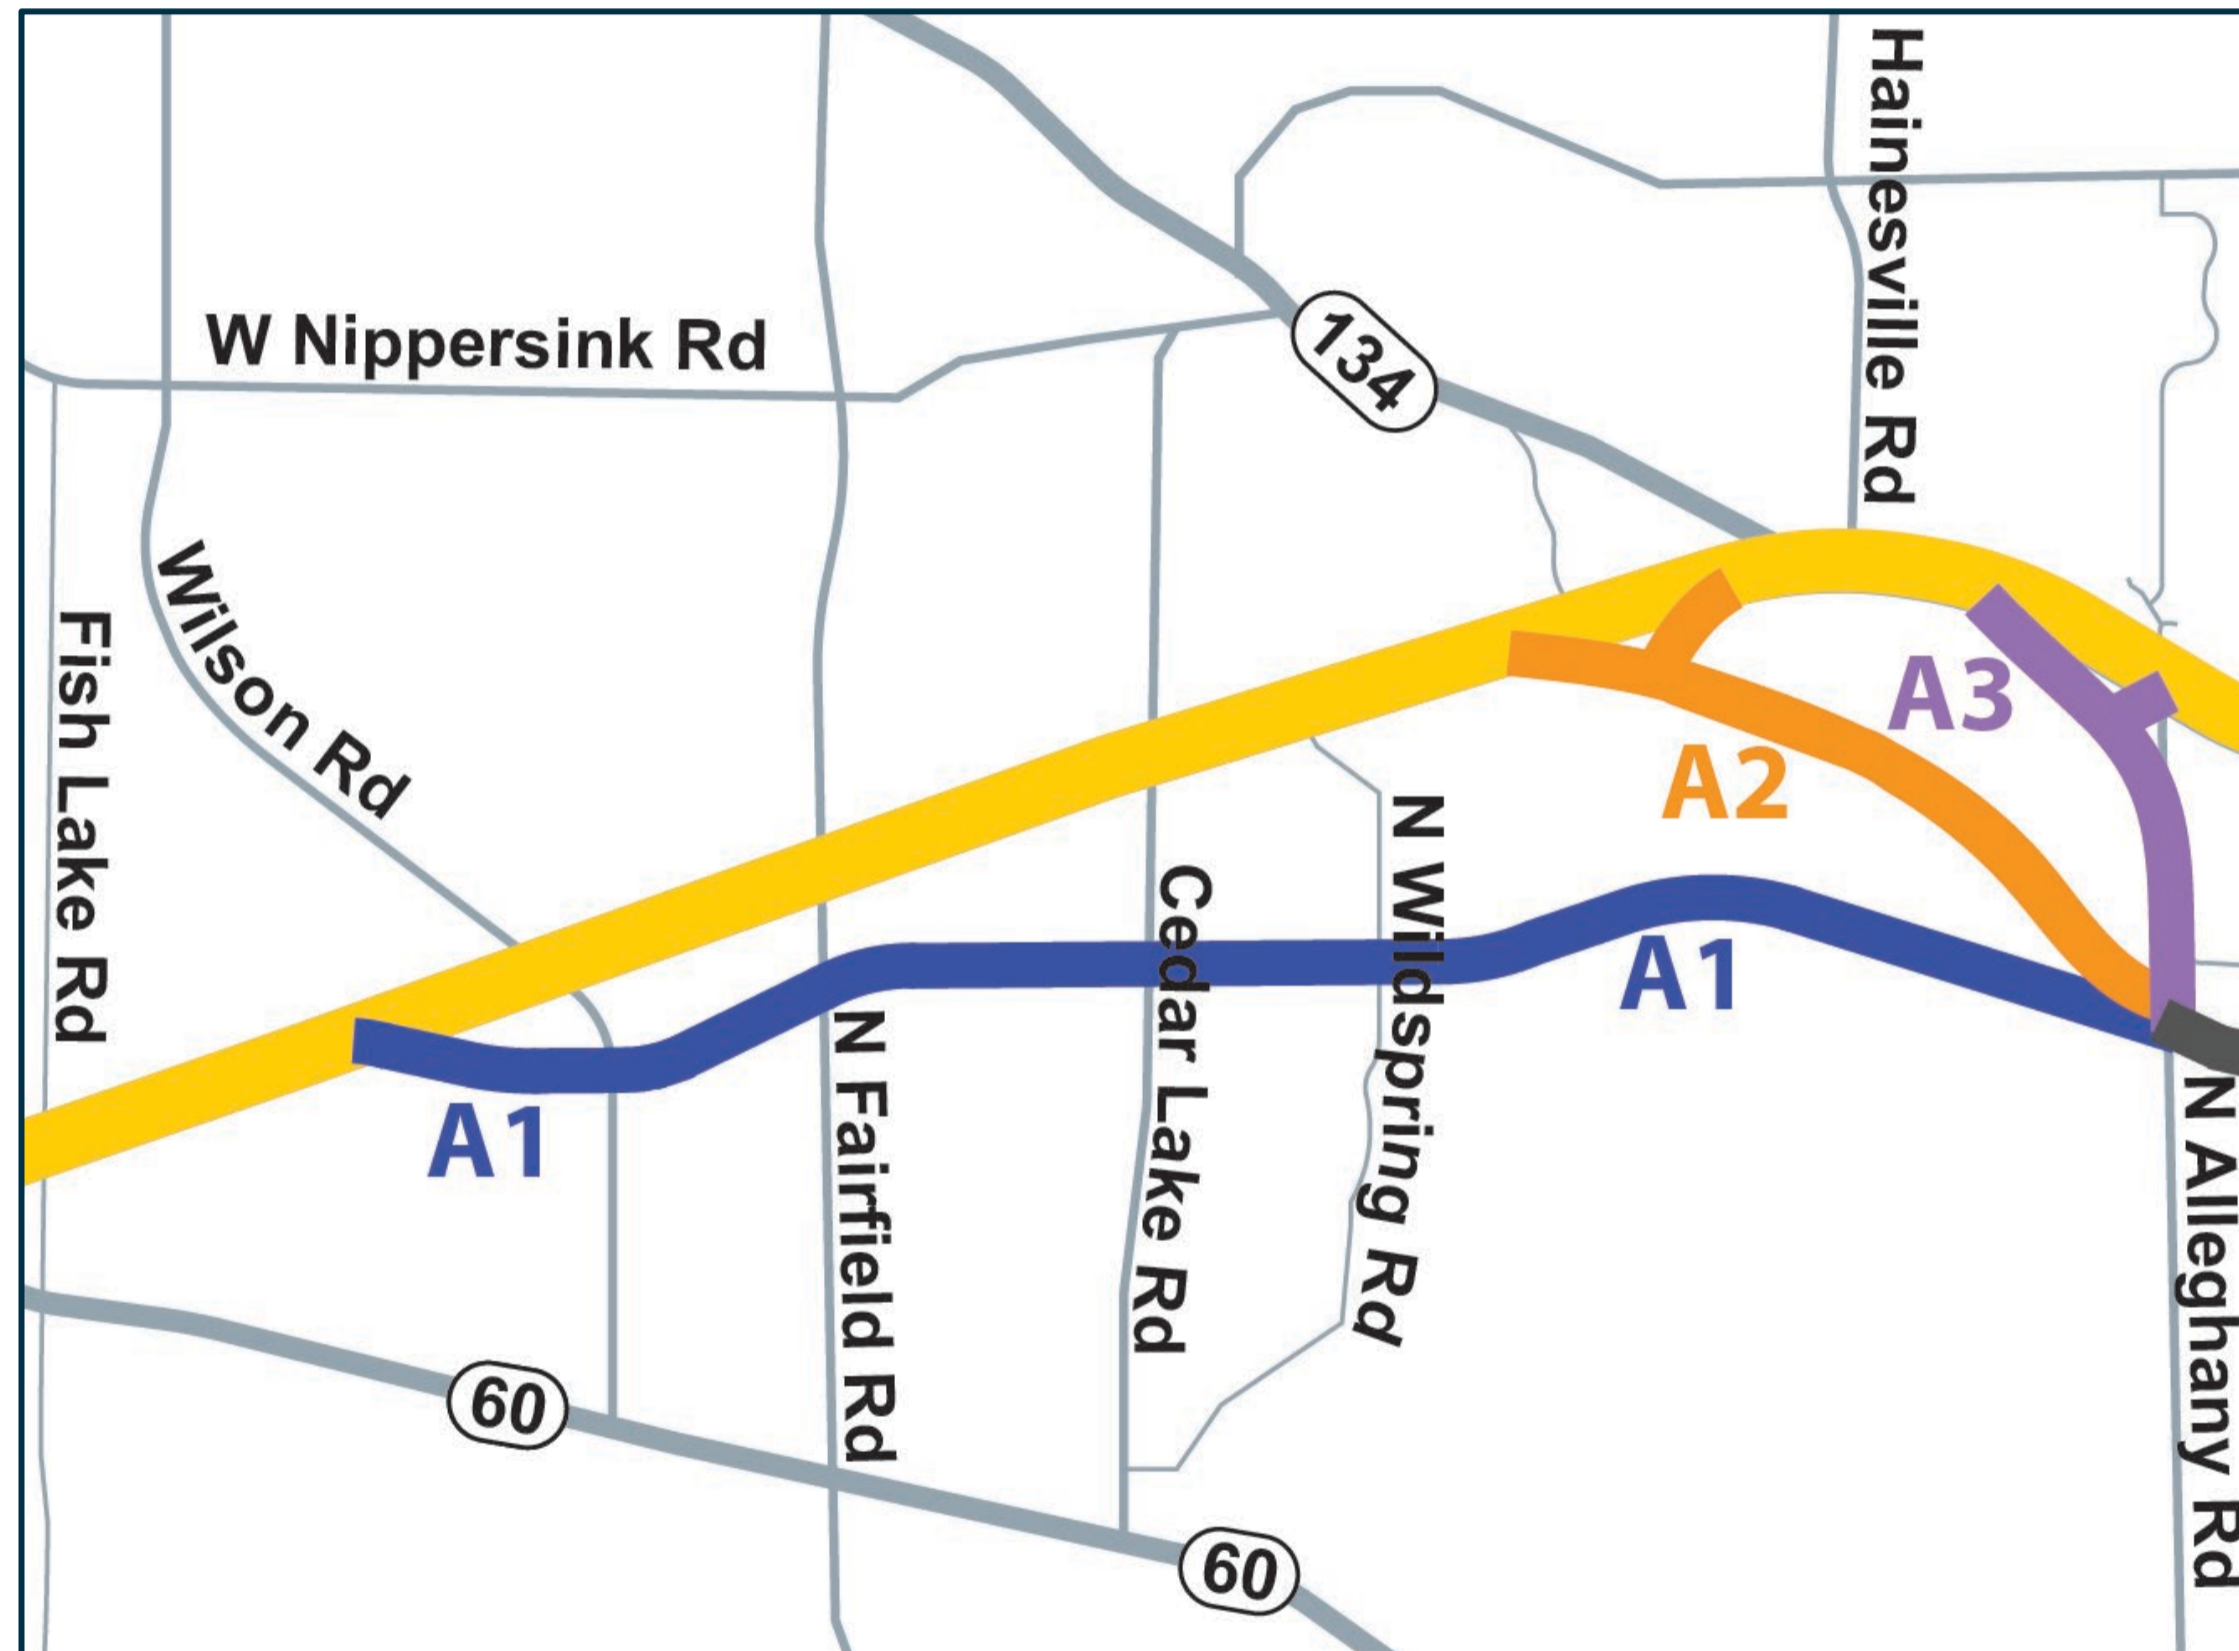 Hainesville Rd
W Nippersink Rd
134
Wilson Rd
Fish Lake Rd
A3
A2
N Wildspring Rd
Cedar Lake Rd
A1
N Fairfield Rd
A1
N Alleghany Rd
60
60